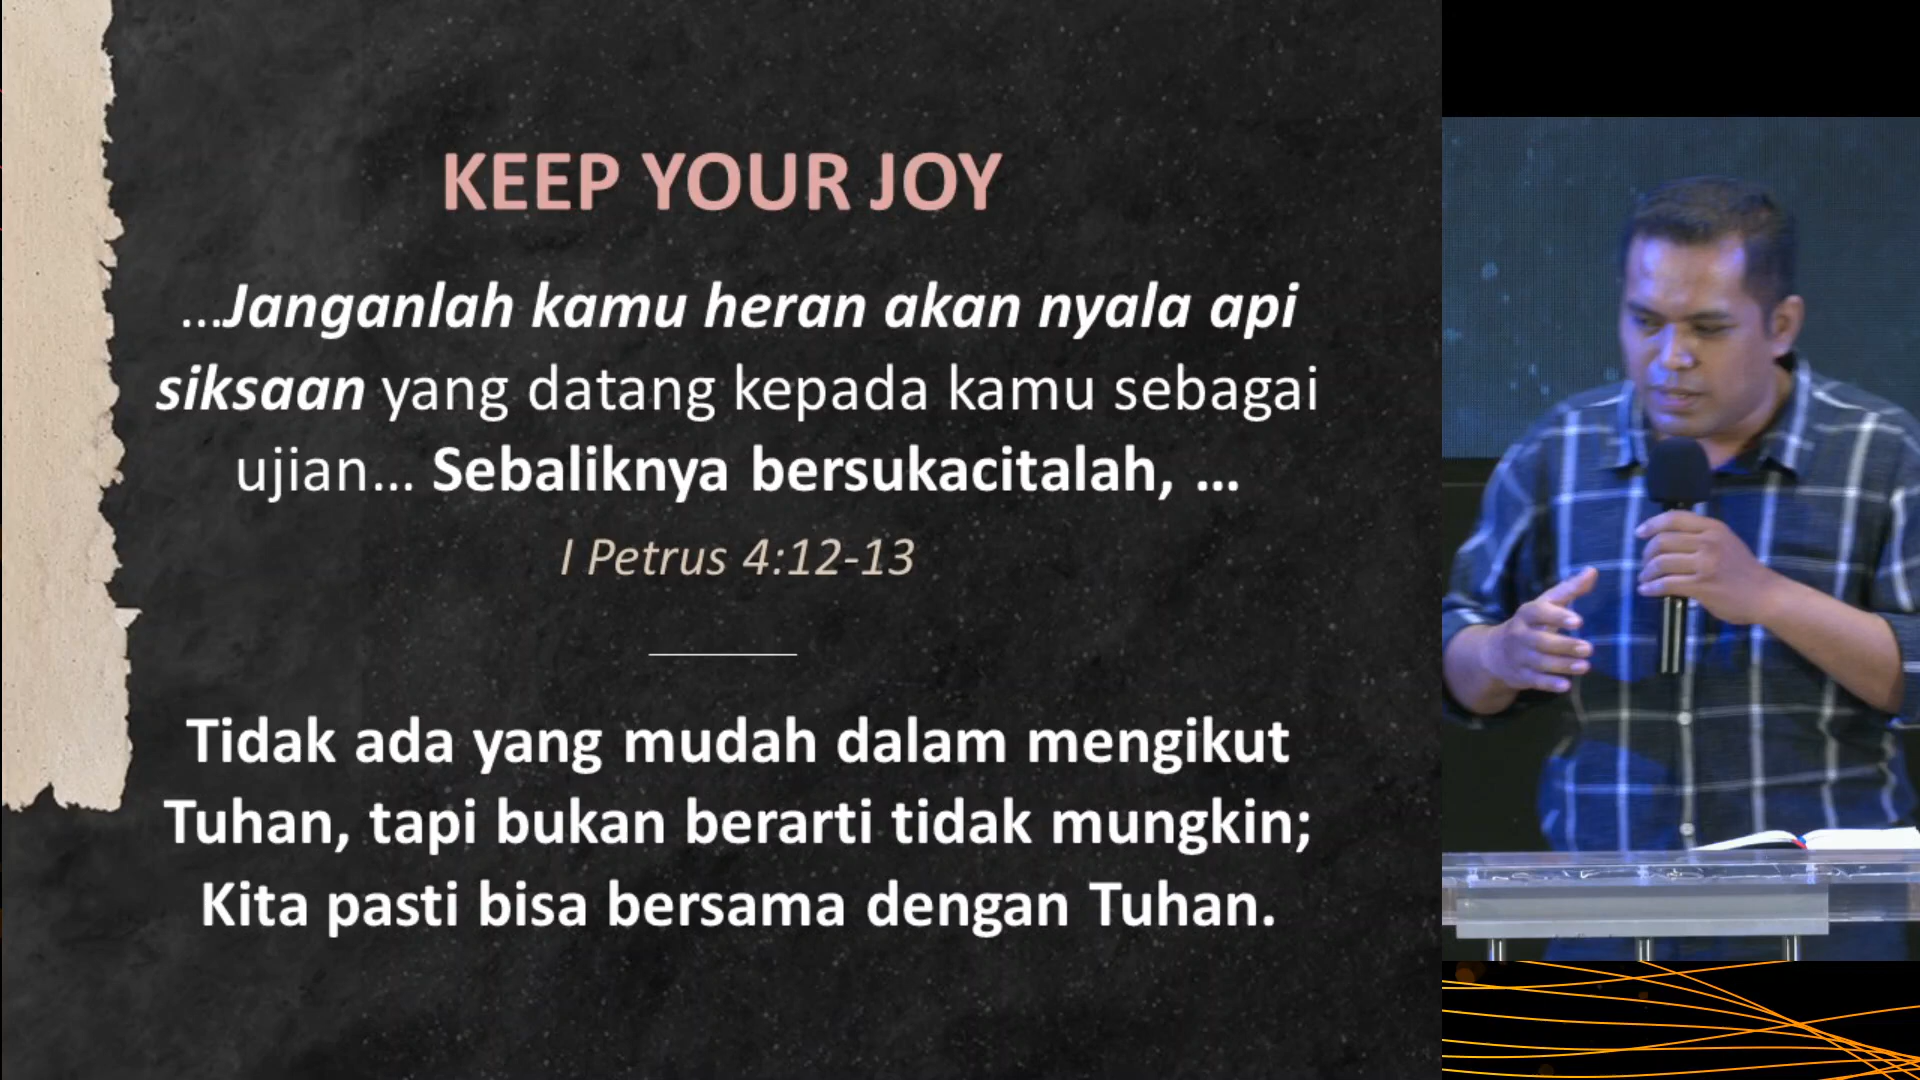 KEEP YOUR JOY
...Janganlah kamu heran akan nyala api
siksaan yang datang kepada kamu sebagai
ujian... Sebaliknya bersukacitalah, ...
I Petrus 4:12-13
Tidak ada yang mudah dalam mengikut
Tuhan, tapi bukan berarti tidak mungkin;
Kita pasti bisa bersama dengan Tuhan.